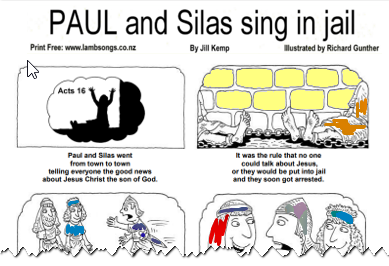 PAUL and Silas sing in jail
Print Free: www.lambsongs.co.nz By Jill Kemp Illustrated by Richard Gunther
Acts 16
Paul and Silas went
from town to town
telling everyone the good news
about Jesus Christ the son of God.
It was the rule that no one
could talk about Jesus,
or they would be put into jail
and they soon got arrested.